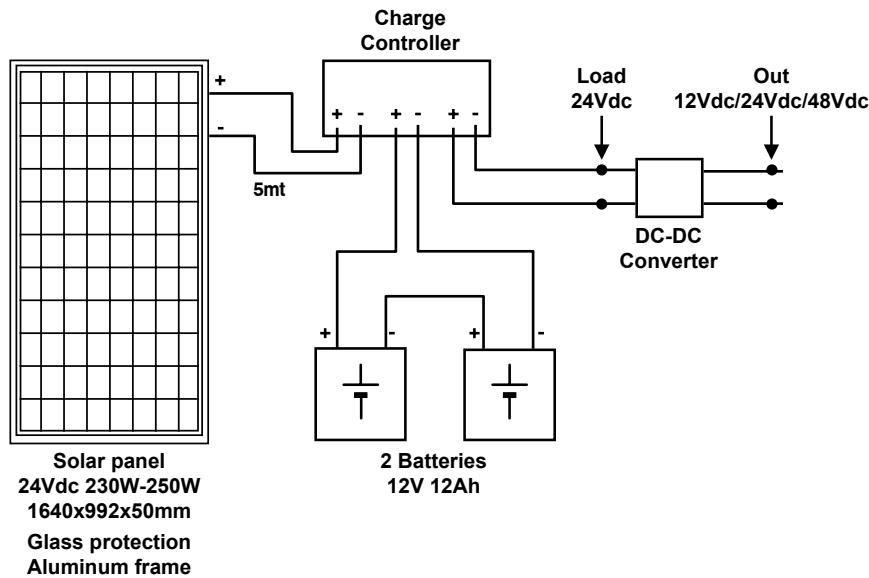 Charge
Controller
+
-
+ - + - + -
5mt
Load
24Vdc
Out
12Vdc/24Vdc/48Vdc
DC-DC
Converter
+ - + -
Solar panel
24Vdc 230W-250W
1640x992x50mm
Glass protection
Aluminum frame
2 Batteries
12V 12Ah